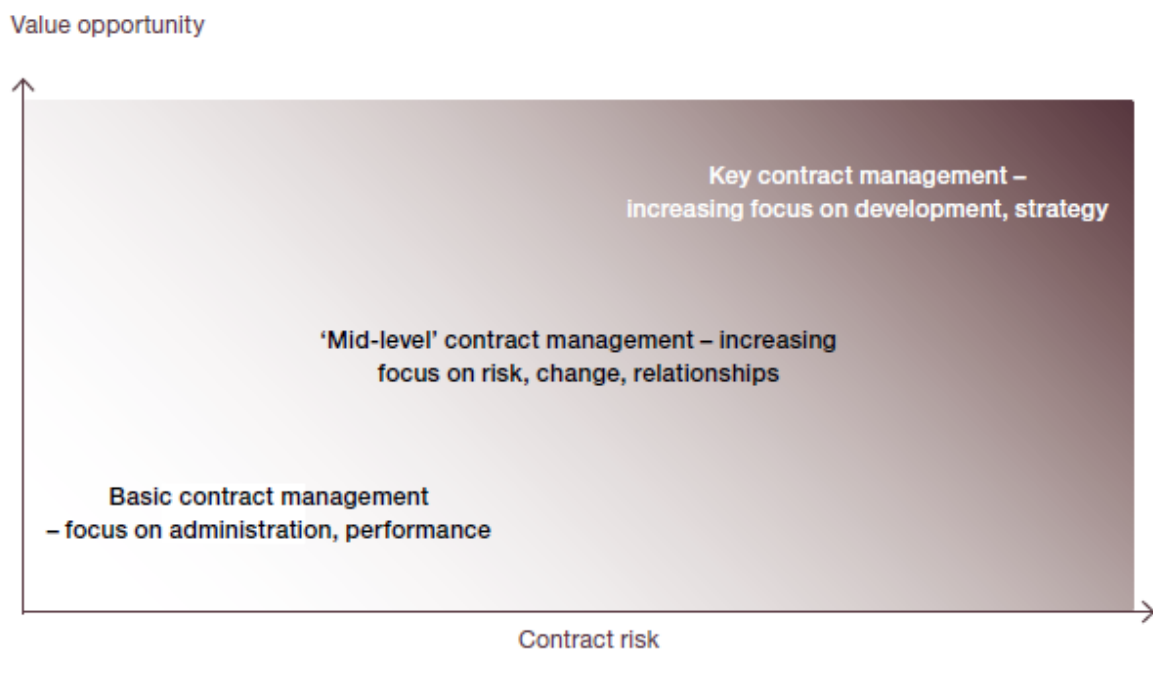 Value opportunity
Key contract management –
increasing focus on development, strategy
‘Mid-level’ contract management – increasing
focus on risk, change, relationships
Basic contract management
– focus on administration, performance
Contract risk